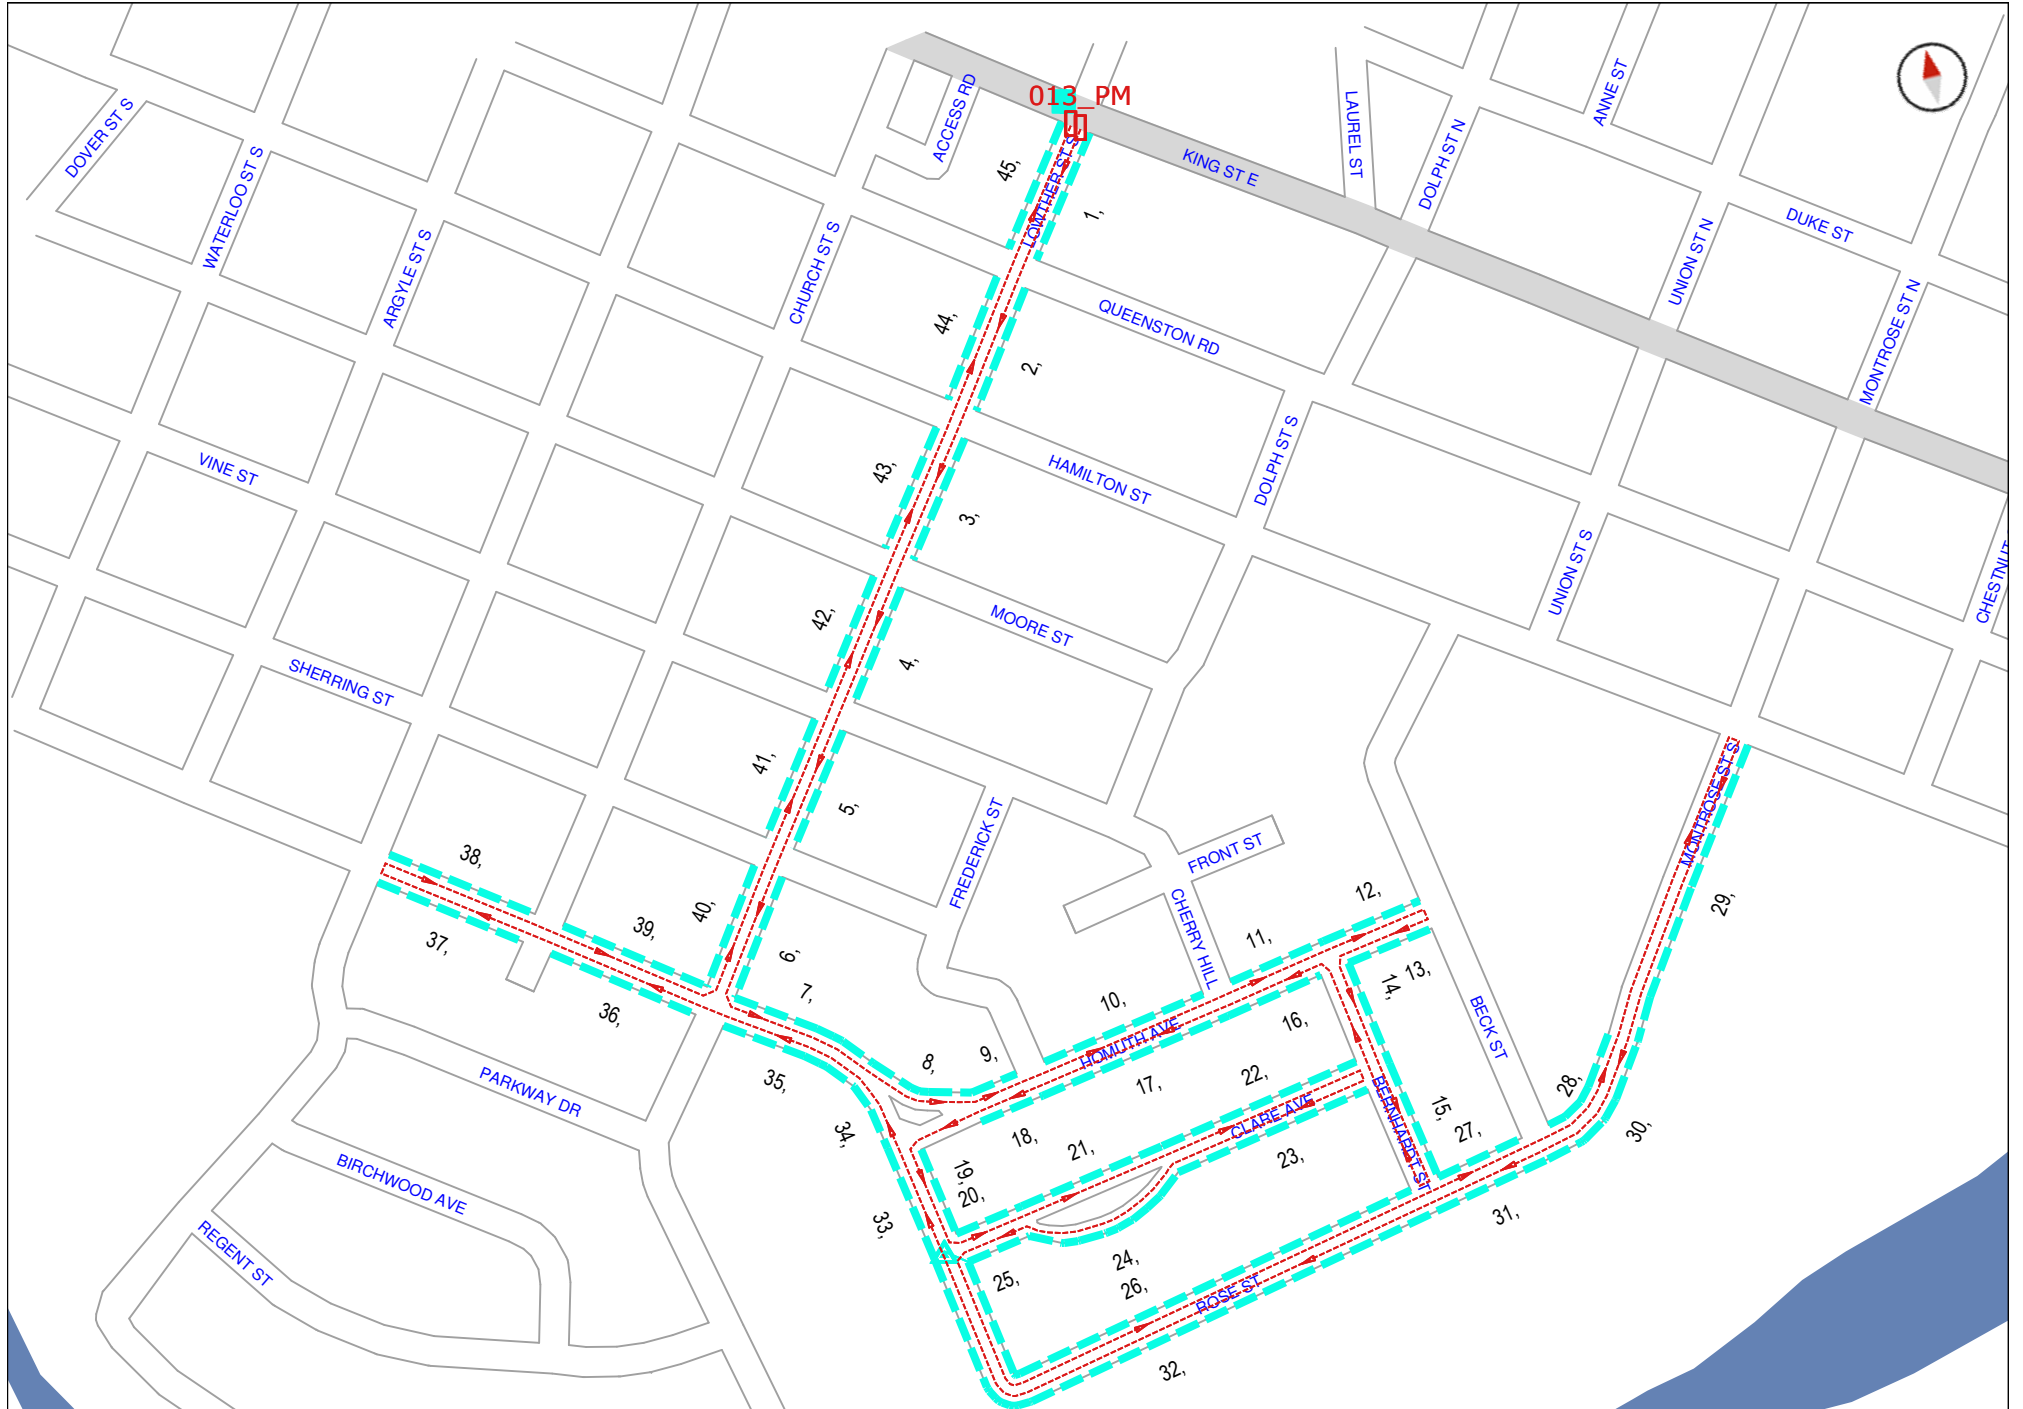 013_PM
ACCESS RD
LAUREL ST
ANNE ST
DOVER ST S
DOLPH ST N
KING ST E
45,
LOWTHER ST S
1,
WATERLOO ST S
ARGYLE ST S
CHURCH ST S
UNION ST N
DUKE ST
MONTROSE ST N
44,
2,
QUEENSTON RD
VINE ST
43,
3,
HAMILTON ST
DOLPH ST S
UNION ST S
CHESTNUT
42,
4,
MOORE ST
SHERRING ST
41,
5,
MONTROSE ST S
38,
FREDERICK ST
FRONT ST
12,
29,
37,
39,
40,
6,
7,
CHERRY HILL
11,
14,
13,
36,
10,
16,
BECK ST
HOMUTH AVE
35,
8,
9,
17,
22,
28,
PARKWAY DR
34,
18,
21,
CLARE AVE
BERNHARDT ST
15,
27,
30,
BIRCHWOOD AVE
19,
20,
23,
33,
31,
REGENT ST
25,
24,
26,
ROSE ST
32,